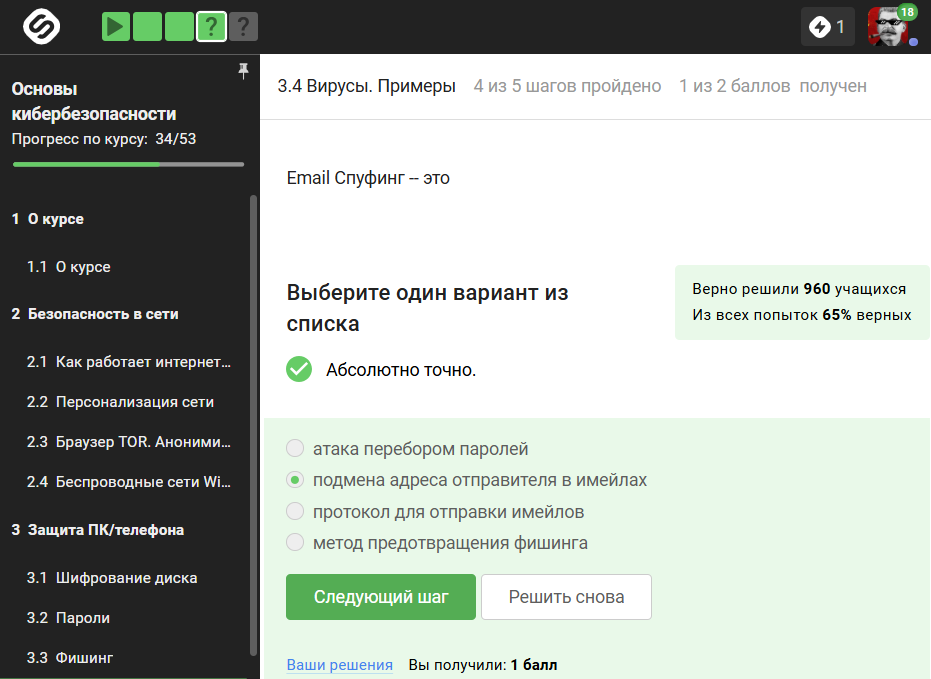 ? ?
1
18
Основы
кибербезопасности
Прогресс по курсу: 34/53
1 О курсе
1.1 О курсе
2 Безопасность в сети
2.1 Как работает интернет…
2.2 Персонализация сети
2.3 Браузер TOR. Аноними…
2.4 Беспроводные сети Wi…
3 Защита ПК/телефона
3.1 Шифрование диска
3.2 Пароли
3.3 Фишинг
3.4 Вирусы. Примеры 4 из 5 шагов пройдено 1 из 2 баллов получен
Email Спуфинг -- это
Выберите один вариант из
списка
Верно решили 960 учащихся
Из всех попыток 65% верных
Абсолютно точно.
атака перебором паролей
подмена адреса отправителя в имейлах
протокол для отправки имейлов
метод предотвращения фишинга
Следующий шаг Решить снова
Ваши решения Вы получили: 1 балл